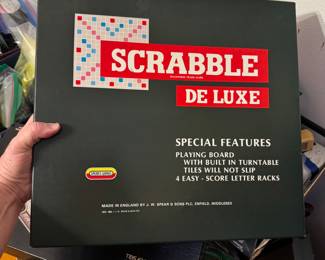 SCRABBLE
DE LUXE
SPECIAL FEATURES
PLAYING BOARD
WITH BUILT IN TURNTABLE
TILES WILL NOT SLIP
4 EASY - SCORE LETTER RACKS
MADE IN ENGLAND BY J. W. SPEAR & SONS PLC, ENFIELD, MIDDLESEX